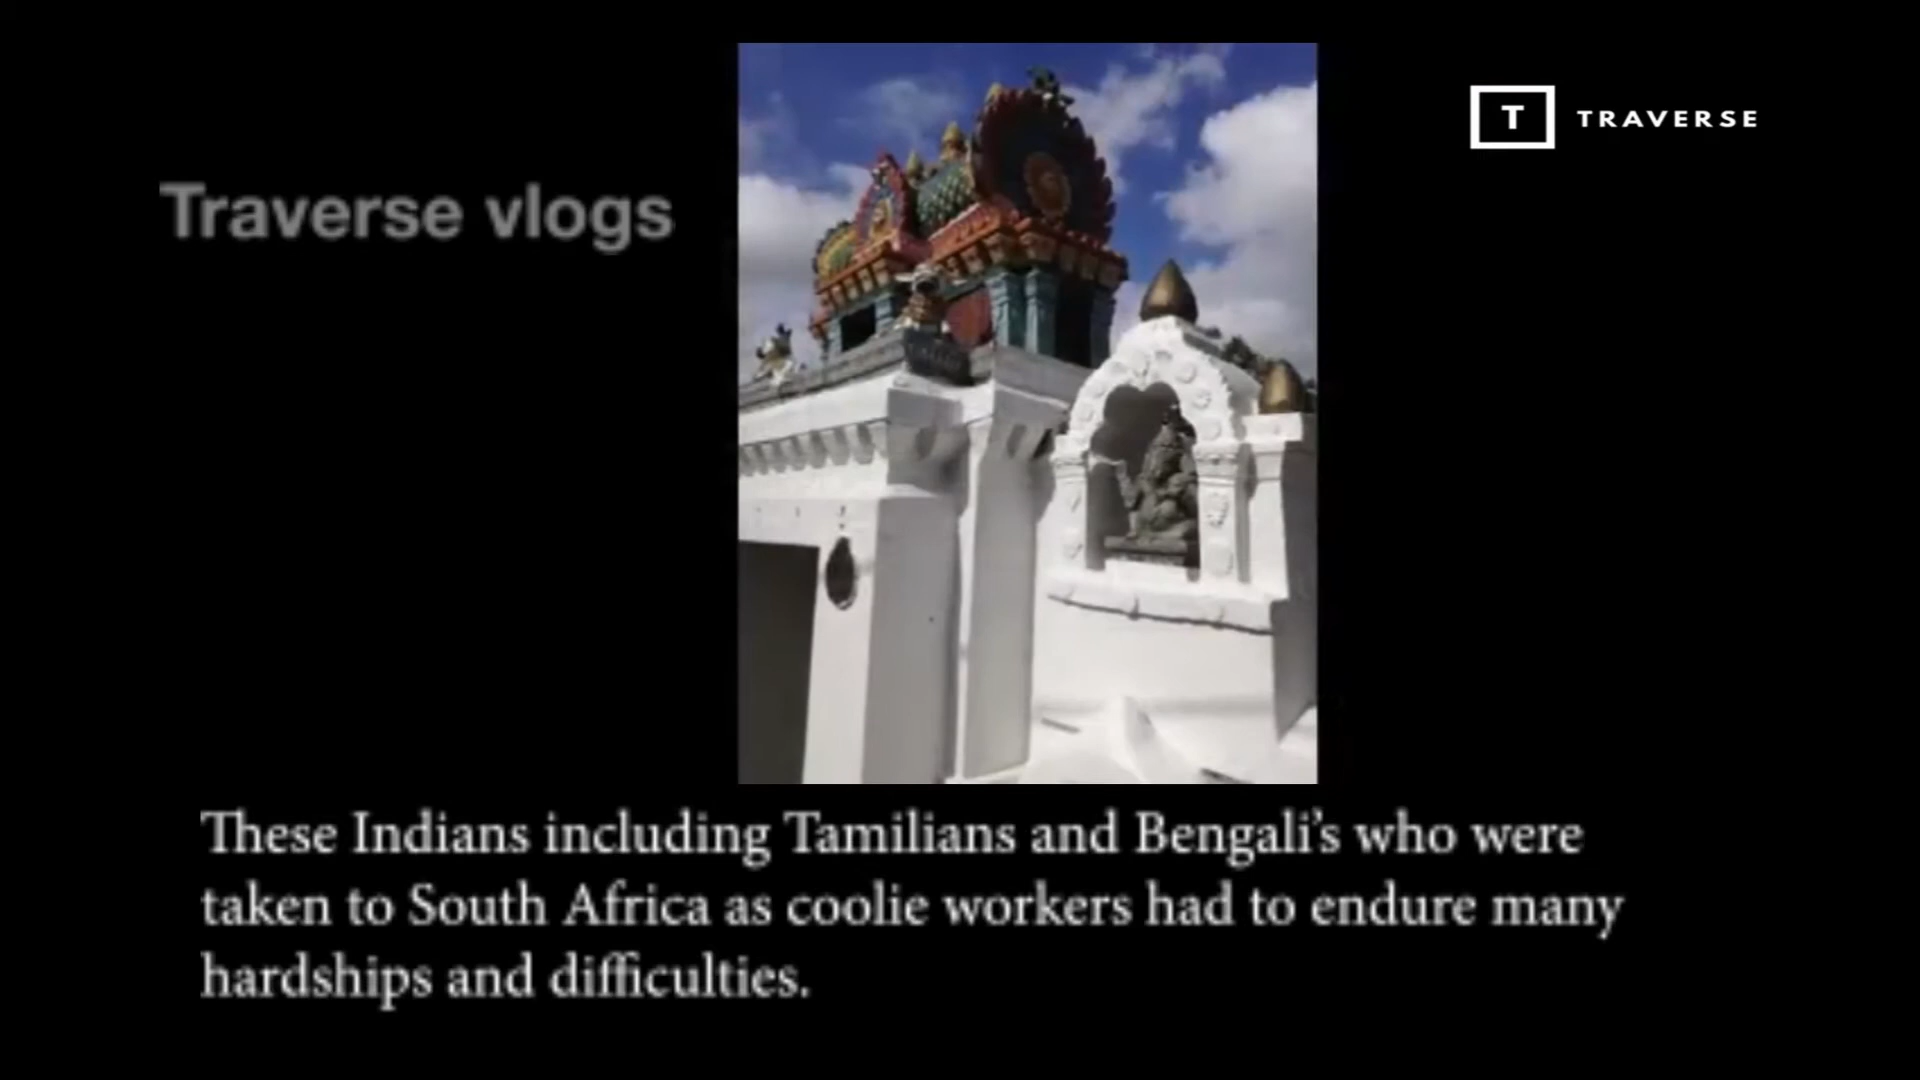 T TRAVERSE
Traverse vlogs
These Indians including Tamilians and Bengali's who were
taken to South Africa as coolie workers had to endure many
hardships and difficulties.